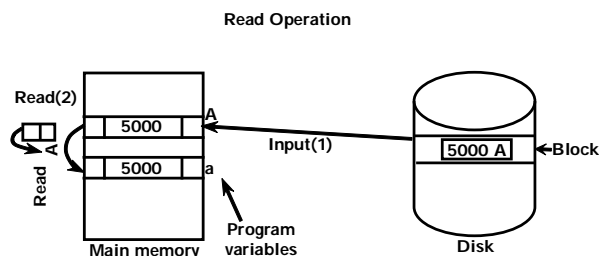 Read Operation
Read(2)
A
5000
Input(1)
Read A
5000
a
5000 A
Block
Program
variables
Main memory
Disk